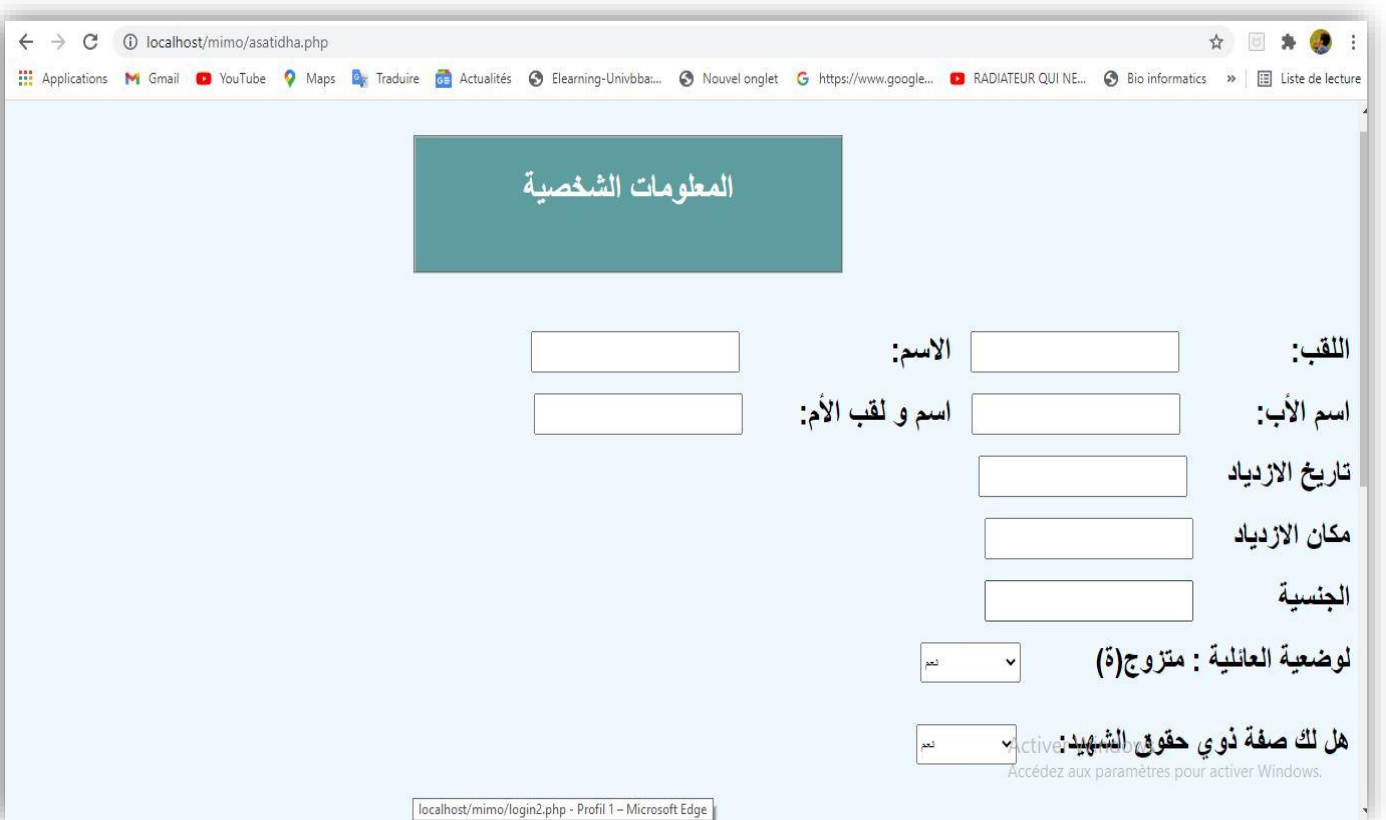 localhost/mimo/asatidha.php
Applications Gmail YouTube Maps Traduire Actualités Elearning-Univbba:... Nouvel onglet https://www.google... RADIATEUR QUI NE... Bio informatics » Liste de lecture
المعلومات الشخصية
اللقب: الاسم:
اسم الأب: اسم و لقب الأم:
تاريخ الازدياد
مكان الازدياد
الجنسية
لوضعية العائلية : متزوج(ة) نعم
هل لك صفة ذوي حقوق الشهيد: نعم
Activer Windows
Accédez aux paramètres pour activer Windows.
localhost/mimo/login2.php - Profil 1 – Microsoft Edge